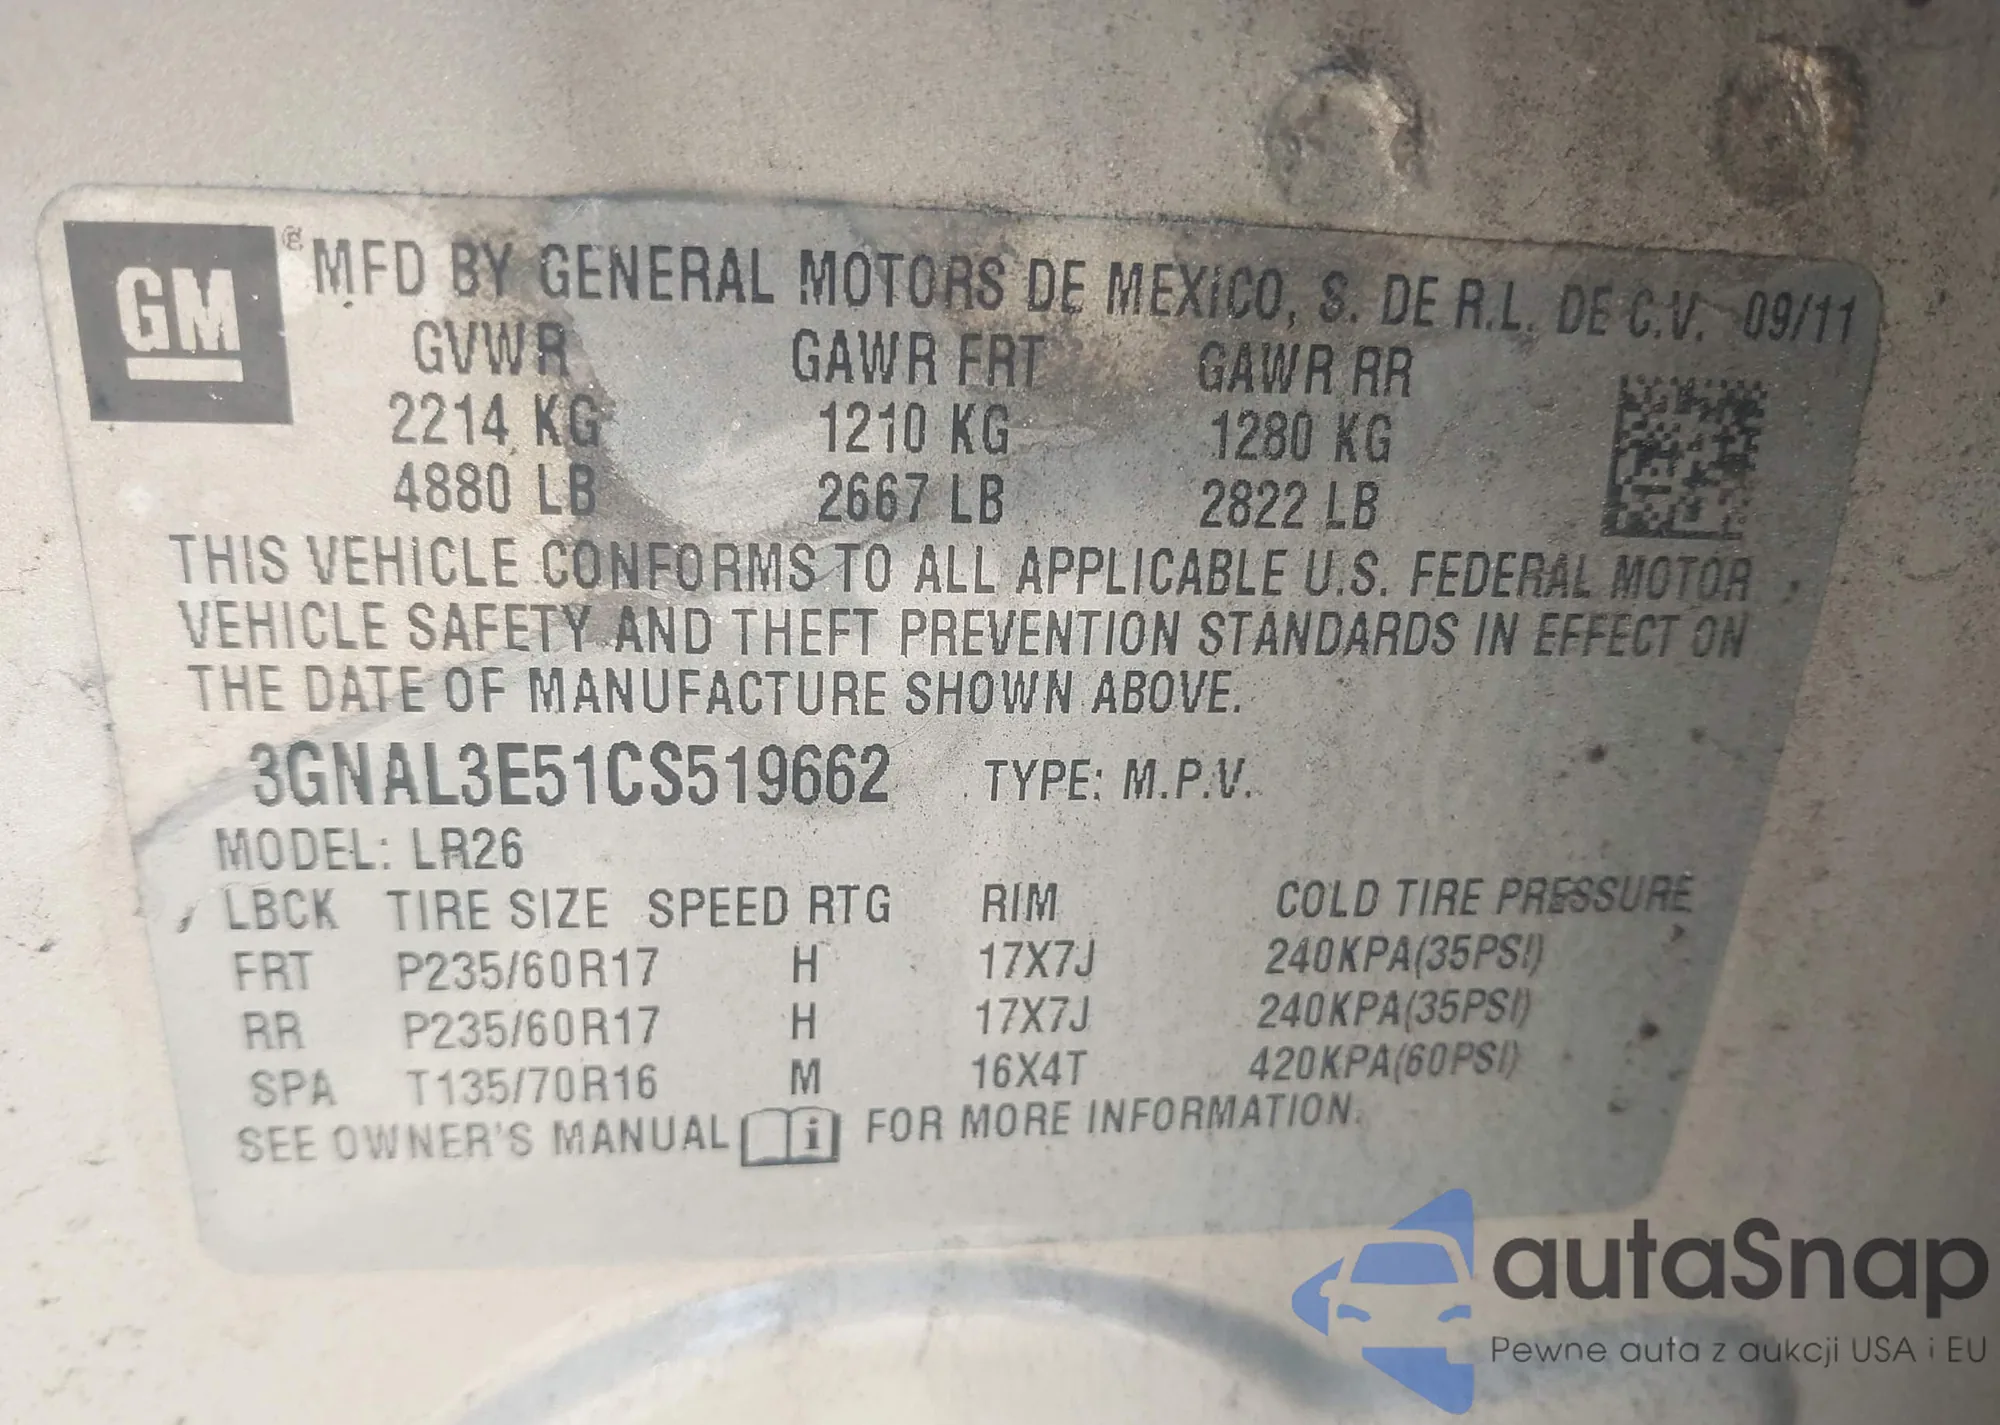 GM® MFD BY GENERAL MOTORS DE MEXICO, S. DE R.L. DE C.V. 09/11
GVWR GAWR FRT GAWR RR
2214 KG 1210 KG 1280 KG
4880 LB 2667 LB 2822 LB
THIS VEHICLE CONFORMS TO ALL APPLICABLE U.S. FEDERAL MOTOR
VEHICLE SAFETY AND THEFT PREVENTION STANDARDS IN EFFECT ON
THE DATE OF MANUFACTURE SHOWN ABOVE.
3GNAL3E51CS519662 TYPE: M.P.V.
MODEL: LR26
LBCK TIRE SIZE SPEED RTG RIM COLD TIRE PRESSURE
FRT P235/60R17 H 17X7J 240KPA(35PSI)
RR P235/60R17 H 17X7J 240KPA(35PSI)
SPA T135/70R16 M 16X4T 420KPA(60PSI)
SEE OWNER'S MANUAL i FOR MORE INFORMATION.
autaSnap
Pewne auta z aukcji USA i EU